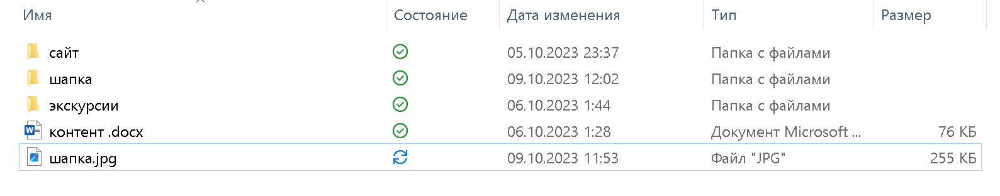 Имя Состояние Дата изменения Тип Размер
сайт 05.10.2023 23:37 Папка с файлами
шапка 09.10.2023 12:02 Папка с файлами
экскурсии 06.10.2023 1:44 Папка с файлами
контент .docx 06.10.2023 1:28 Документ Microsoft ... 76 КБ
шапка.jpg 09.10.2023 11:53 Файл "JPG" 255 КБ